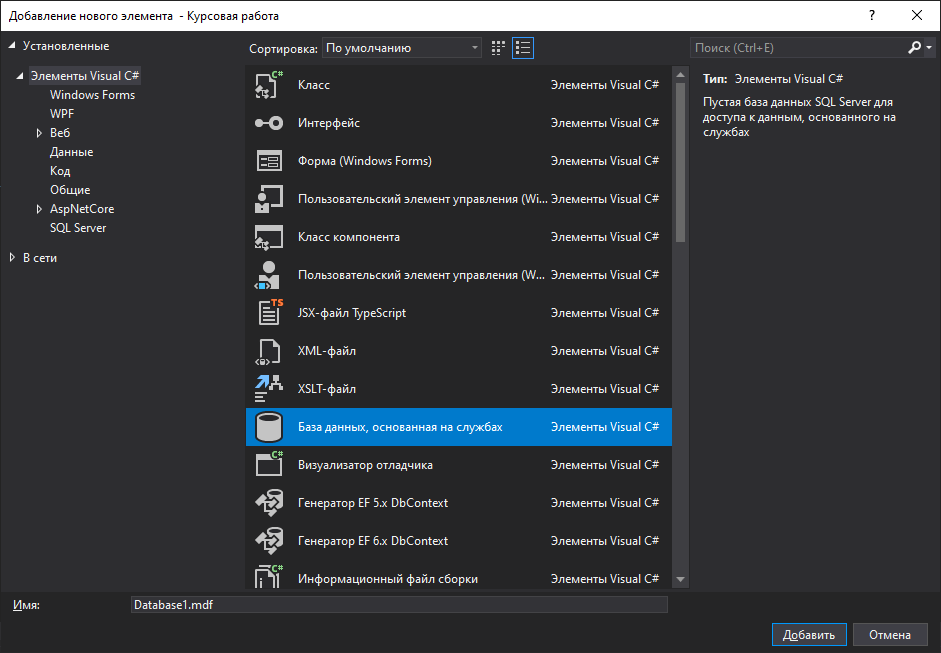 Добавление нового элемента - Курсовая работа
?
Установленные
Элементы Visual C#
Windows Forms
WPF
Веб
Данные
Код
Общие
AspNetCore
SQL Server
В сети
Сортировка: По умолчанию
Класс Элементы Visual C#
Интерфейс Элементы Visual C#
Форма (Windows Forms) Элементы Visual C#
Пользовательский элемент управления (Wi... Элементы Visual C#
Класс компонента Элементы Visual C#
Пользовательский элемент управления (W... Элементы Visual C#
JSX-файл TypeScript Элементы Visual C#
XML-файл Элементы Visual C#
XSLT-файл Элементы Visual C#
База данных, основанная на службах Элементы Visual C#
Визуализатор отладчика Элементы Visual C#
Генератор EF 5.x DbContext Элементы Visual C#
Генератор EF 6.x DbContext Элементы Visual C#
Информационный файл сборки Элементы Visual C#
Поиск (Ctrl+E)
Тип: Элементы Visual C#
Пустая база данных SQL Server для
доступа к данным, основанного на
службах
Имя: Database1.mdf
Добавить Отмена